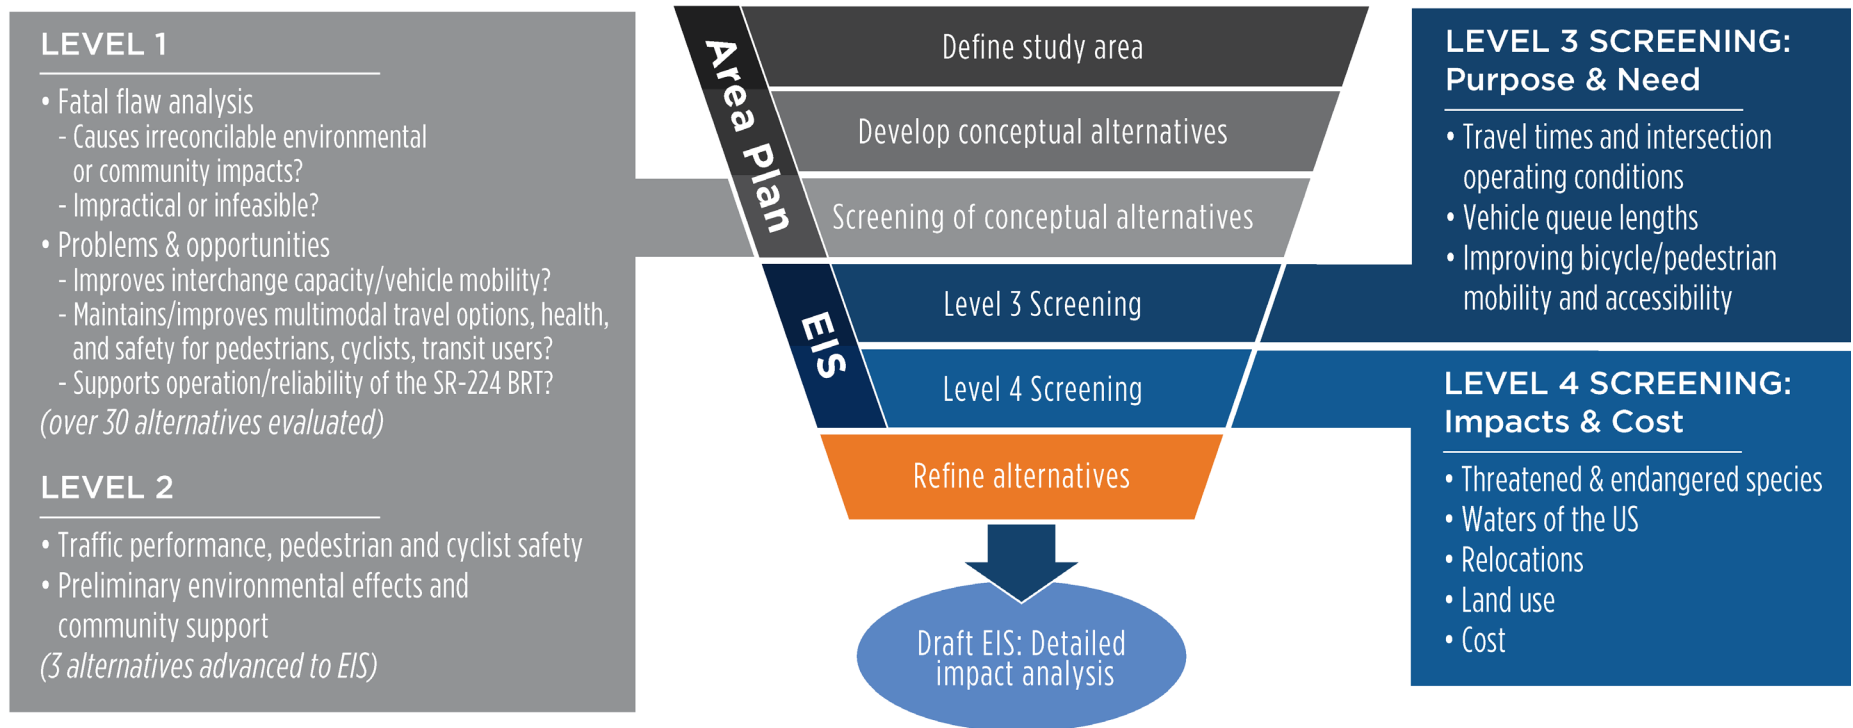 LEVEL 1
• Fatal flaw analysis
- Causes irreconcilable environmental
or community impacts?
- Impractical or infeasible?
• Problems & opportunities
- Improves interchange capacity/vehicle mobility?
- Maintains/improves multimodal travel options, health,
and safety for pedestrians, cyclists, transit users?
- Supports operation/reliability of the SR-224 BRT?
(over 30 alternatives evaluated)
LEVEL 2
• Traffic performance, pedestrian and cyclist safety
• Preliminary environmental effects and
community support
(3 alternatives advanced to EIS)
Area Plan
Define study area
Develop conceptual alternatives
Screening of conceptual alternatives
EIS
Level 3 Screening
Level 4 Screening
Refine alternatives
Draft EIS: Detailed
impact analysis
LEVEL 3 SCREENING:
Purpose & Need
• Travel times and intersection
operating conditions
• Vehicle queue lengths
• Improving bicycle/pedestrian
mobility and accessibility
LEVEL 4 SCREENING:
Impacts & Cost
• Threatened & endangered species
• Waters of the US
• Relocations
• Land use
• Cost